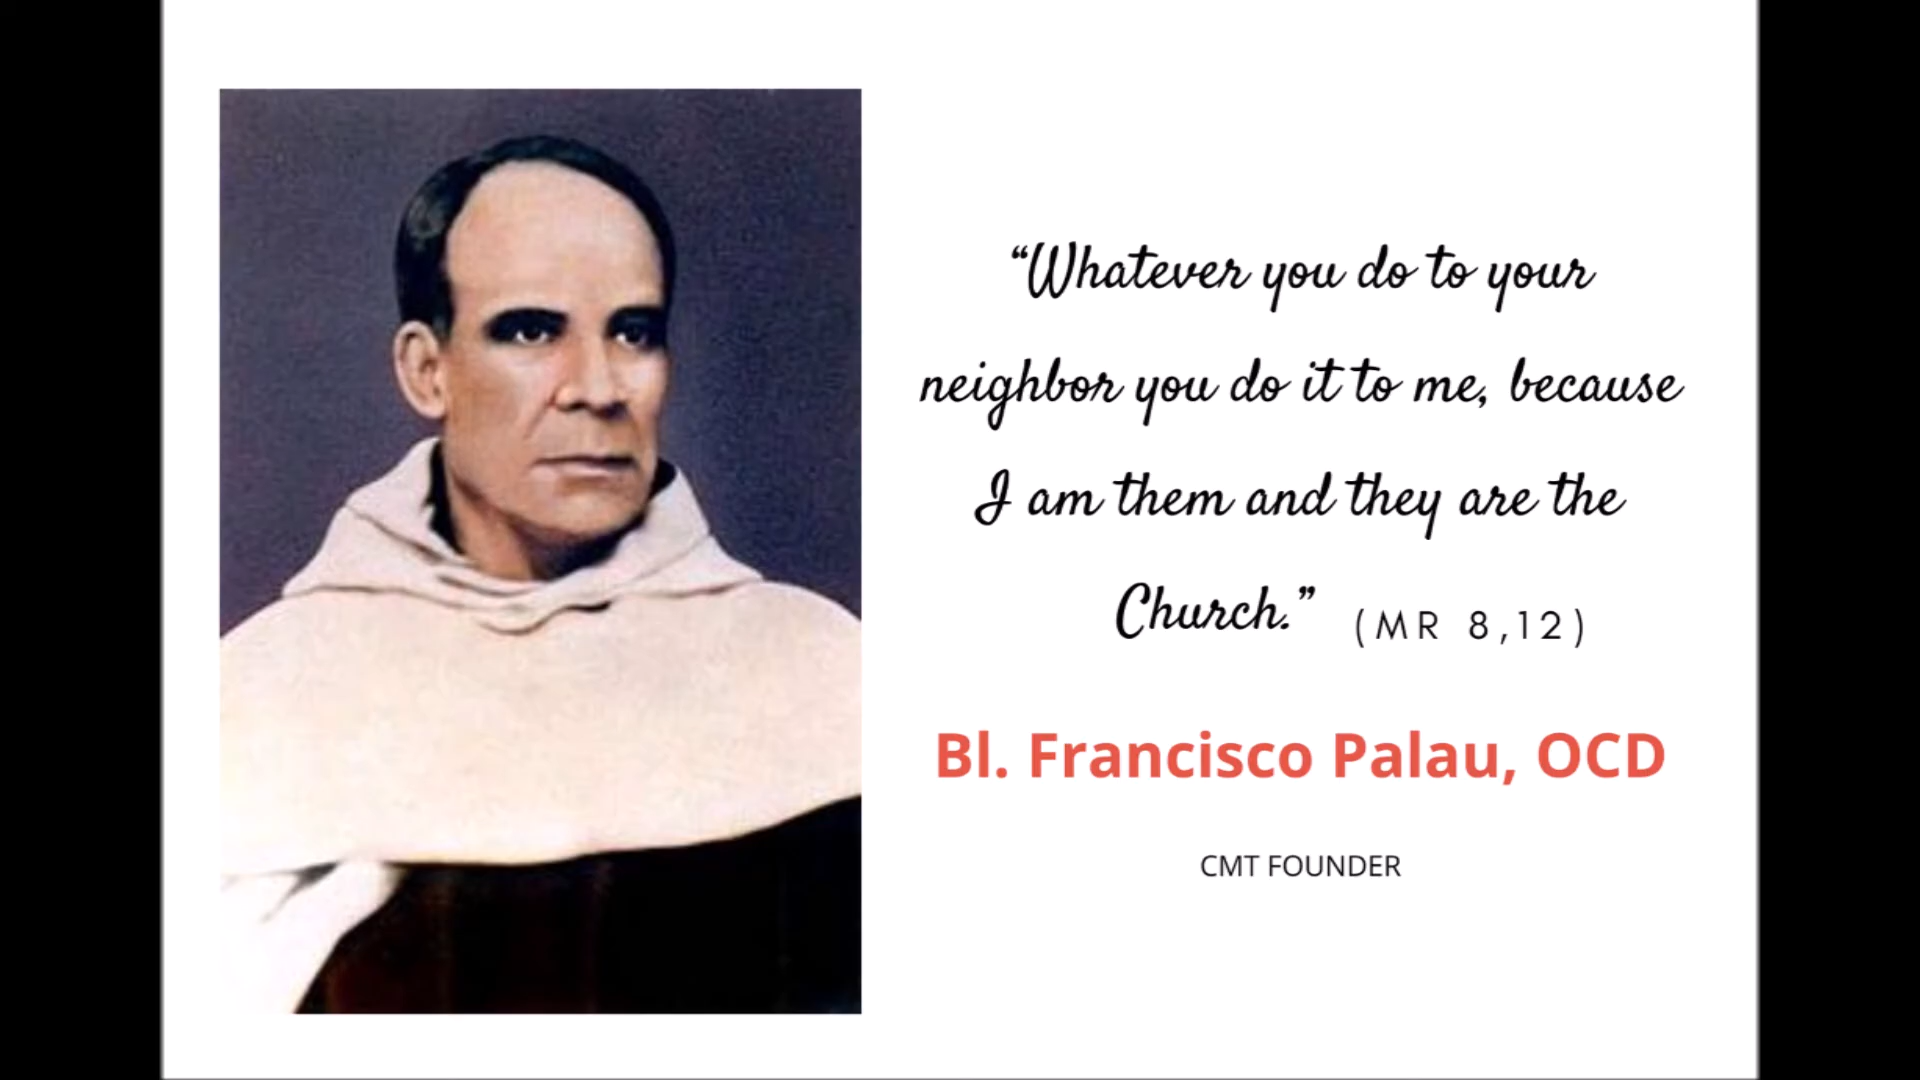 “Whatever you do to your
neighbor you do it to me, because
I am them and they are the
Church.” (MR 8,12)
Bl. Francisco Palau, OCD
CMT FOUNDER